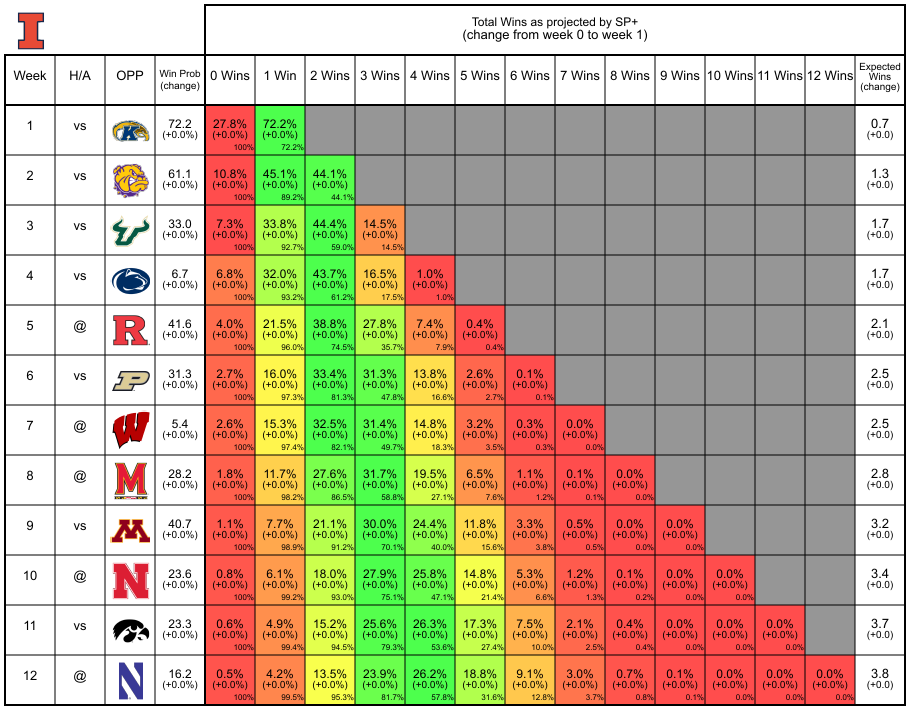 Total Wins as projected by SP+
(change from week 0 to week 1)
I
Week H/A OPP Win Prob (change) 0 Wins 1 Win 2 Wins 3 Wins 4 Wins 5 Wins 6 Wins 7 Wins 8 Wins 9 Wins 10 Wins 11 Wins 12 Wins Expected Wins (change)
1 vs K 72.2 27.8% 72.2% 0.7
(+0.0%) (+0.0%) (+0.0%) (+0.0)
100% 72.2%
2 vs 61.1 10.8% 45.1% 44.1% 1.3
(+0.0%) (+0.0%) (+0.0%) (+0.0%) (+0.0)
100% 89.2% 44.1%
3 vs 33.0 7.3% 33.8% 44.4% 14.5% 1.7
(+0.0%) (+0.0%) (+0.0%) (+0.0%) (+0.0%) (+0.0)
100% 92.7% 59.0% 14.5%
4 vs 6.7 6.8% 32.0% 43.7% 16.5% 1.0% 1.7
(+0.0%) (+0.0%) (+0.0%) (+0.0%) (+0.0%) (+0.0%) (+0.0)
100% 93.2% 61.2% 17.5% 1.0%
5 @ R 41.6 4.0% 21.5% 38.8% 27.8% 7.4% 0.4% 2.1
(+0.0%) (+0.0%) (+0.0%) (+0.0%) (+0.0%) (+0.0%) (+0.0%) (+0.0)
100% 96.0% 74.5% 35.7% 7.9% 0.4%
6 vs P 31.3 2.7% 16.0% 33.4% 31.3% 13.8% 2.6% 0.1% 2.5
(+0.0%) (+0.0%) (+0.0%) (+0.0%) (+0.0%) (+0.0%) (+0.0%) (+0.0%) (+0.0)
100% 97.3% 81.3% 47.8% 16.6% 2.7% 0.1%
7 @ W 5.4 2.6% 15.3% 32.5% 31.4% 14.8% 3.2% 0.3% 0.0% 2.5
(+0.0%) (+0.0%) (+0.0%) (+0.0%) (+0.0%) (+0.0%) (+0.0%) (+0.0%) (+0.0%) (+0.0)
100% 97.4% 82.1% 49.7% 18.3% 3.5% 0.3% 0.0%
8 @ M 28.2 1.8% 11.7% 27.6% 31.7% 19.5% 6.5% 1.1% 0.1% 0.0% 2.8
(+0.0%) (+0.0%) (+0.0%) (+0.0%) (+0.0%) (+0.0%) (+0.0%) (+0.0%) (+0.0%) (+0.0%) (+0.0)
100% 98.2% 86.5% 58.8% 27.1% 7.6% 1.2% 0.1% 0.0%
9 vs M 40.7 1.1% 7.7% 21.1% 30.0% 24.4% 11.8% 3.3% 0.5% 0.0% 0.0% 3.2
(+0.0%) (+0.0%) (+0.0%) (+0.0%) (+0.0%) (+0.0%) (+0.0%) (+0.0%) (+0.0%) (+0.0%) (+0.0%) (+0.0)
100% 98.9% 91.2% 70.1% 40.0% 15.6% 3.8% 0.5% 0.0% 0.0%
10 @ N 23.6 0.8% 6.1% 18.0% 27.9% 25.8% 14.8% 5.3% 1.2% 0.1% 0.0% 0.0% 3.4
(+0.0%) (+0.0%) (+0.0%) (+0.0%) (+0.0%) (+0.0%) (+0.0%) (+0.0%) (+0.0%) (+0.0%) (+0.0%) (+0.0%) (+0.0)
100% 99.2% 93.0% 75.1% 47.1% 21.4% 6.6% 1.3% 0.2% 0.0% 0.0%
11 vs 23.3 0.6% 4.9% 15.2% 25.6% 26.3% 17.3% 7.5% 2.1% 0.4% 0.0% 0.0% 0.0% 3.7
(+0.0%) (+0.0%) (+0.0%) (+0.0%) (+0.0%) (+0.0%) (+0.0%) (+0.0%) (+0.0%) (+0.0%) (+0.0%) (+0.0%) (+0.0%) (+0.0)
100% 99.4% 94.5% 79.3% 53.6% 27.4% 10.0% 2.5% 0.4% 0.0% 0.0% 0.0%
12 @ N 16.2 0.5% 4.2% 13.5% 23.9% 26.2% 18.8% 9.1% 3.0% 0.7% 0.1% 0.0% 0.0% 0.0% 3.8
(+0.0%) (+0.0%) (+0.0%) (+0.0%) (+0.0%) (+0.0%) (+0.0%) (+0.0%) (+0.0%) (+0.0%) (+0.0%) (+0.0%) (+0.0%) (+0.0%) (+0.0)
100% 99.5% 95.3% 81.7% 57.8% 31.6% 12.8% 3.7% 0.8% 0.1% 0.0% 0.0% 0.0%